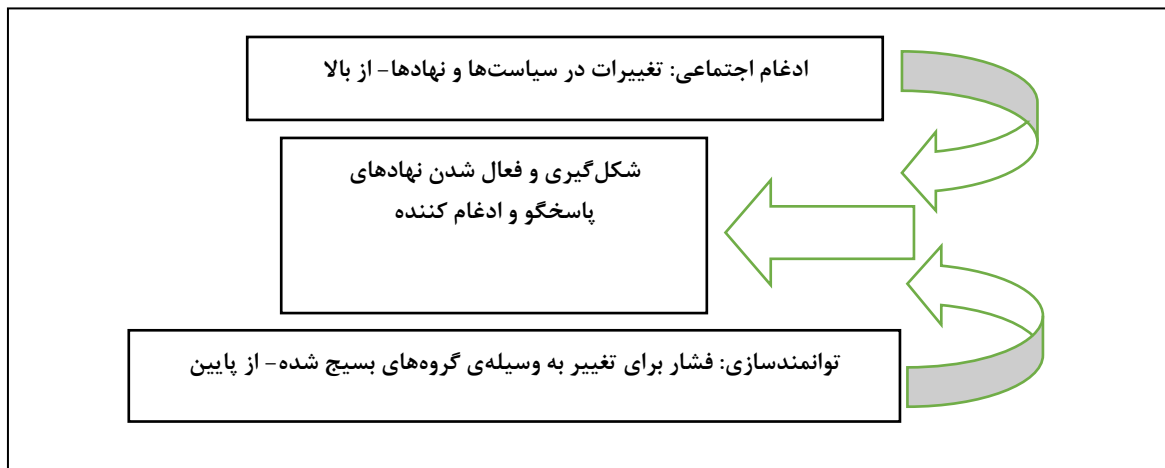 ادغام اجتماعی: تغییرات در سیاست‌ها و نهادها- از بالا
شکل‌گیری و فعال شدن نهادهای
پاسخگو و ادغام کننده
توانمندسازی: فشار برای تغییر به وسیله‌ی گروه‌های بسیج شده- از پایین